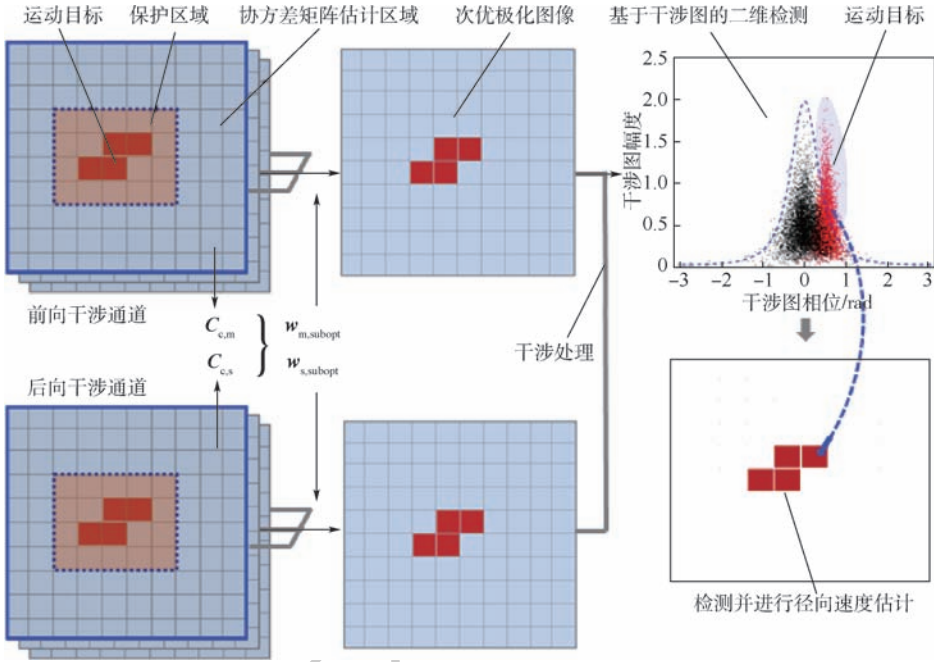 运动目标
保护区域
协方差矩阵估计区域
次优极化图像
基于干涉图的二维检测
运动目标
前向干涉通道
C_{c,m}
w_{m,subopt}
C_{c,s}
w_{s,subopt}
后向干涉通道
干涉处理
干涉图幅度
2.5
2.0
1.5
1.0
0.5
0
-3
-2
-1
0
1
2
3
干涉图相位/rad
检测并进行径向速度估计